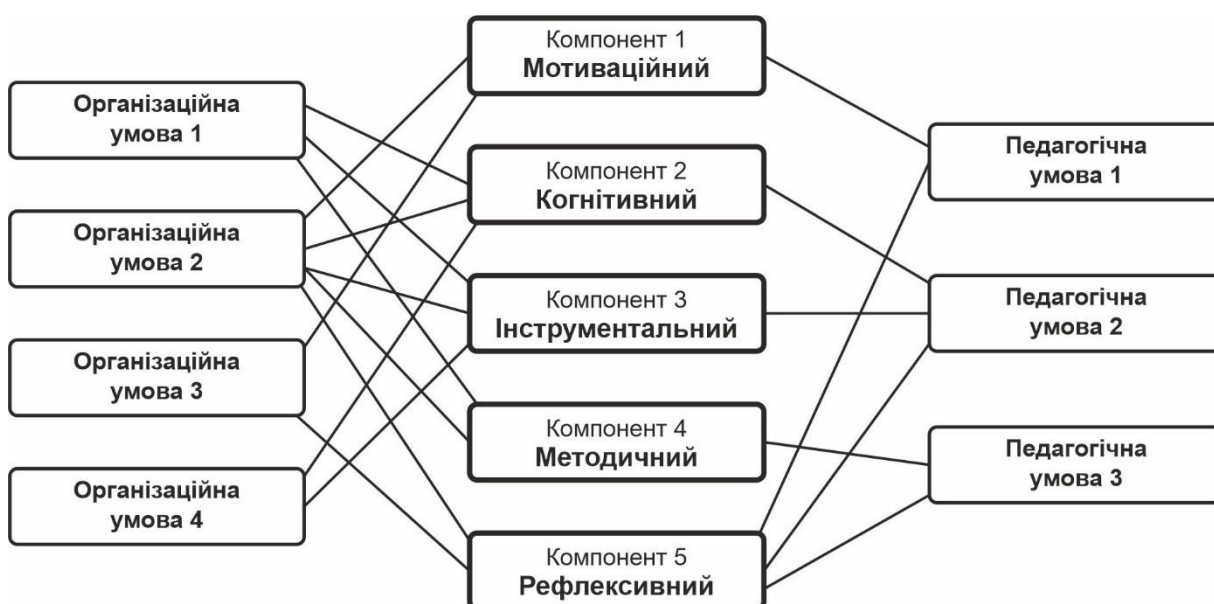 Організаційна
умова 1
Організаційна
умова 2
Організаційна
умова 3
Організаційна
умова 4
Компонент 1
Мотиваційний
Компонент 2
Когнітивний
Компонент 3
Інструментальний
Компонент 4
Методичний
Компонент 5
Рефлексивний
Педагогічна
умова 1
Педагогічна
умова 2
Педагогічна
умова 3